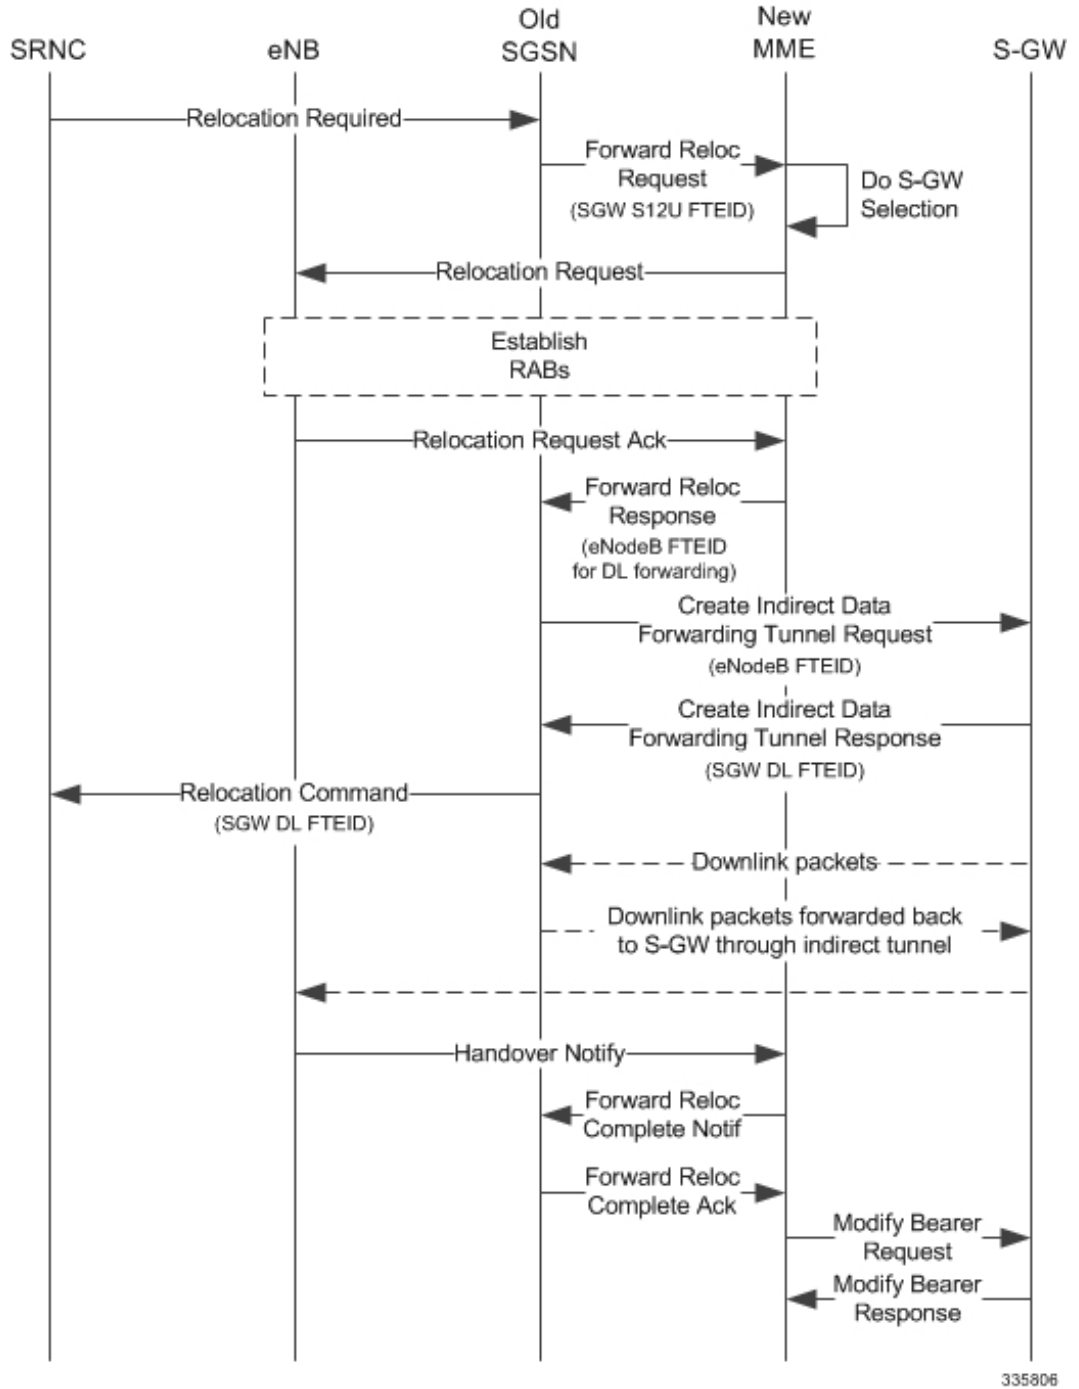 SRNC
eNB
Old
SGSN
New
MME
S-GW
Relocation Required
Forward Reloc
Request
(SGW S12U FTEID)
Do S-GW
Selection
Relocation Request
Establish
RABs
Relocation Request Ack
Forward Reloc
Response
(eNodeB FTEID
for DL forwarding)
Create Indirect Data
Forwarding Tunnel Request
(eNodeB FTEID)
Create Indirect Data
Forwarding Tunnel Response
(SGW DL FTEID)
Relocation Command
(SGW DL FTEID)
Downlink packets
Downlink packets forwarded back
to S-GW through indirect tunnel
Handover Notify
Forward Reloc
Complete Notif
Forward Reloc
Complete Ack
Modify Bearer
Request
Modify Bearer
Response
335806